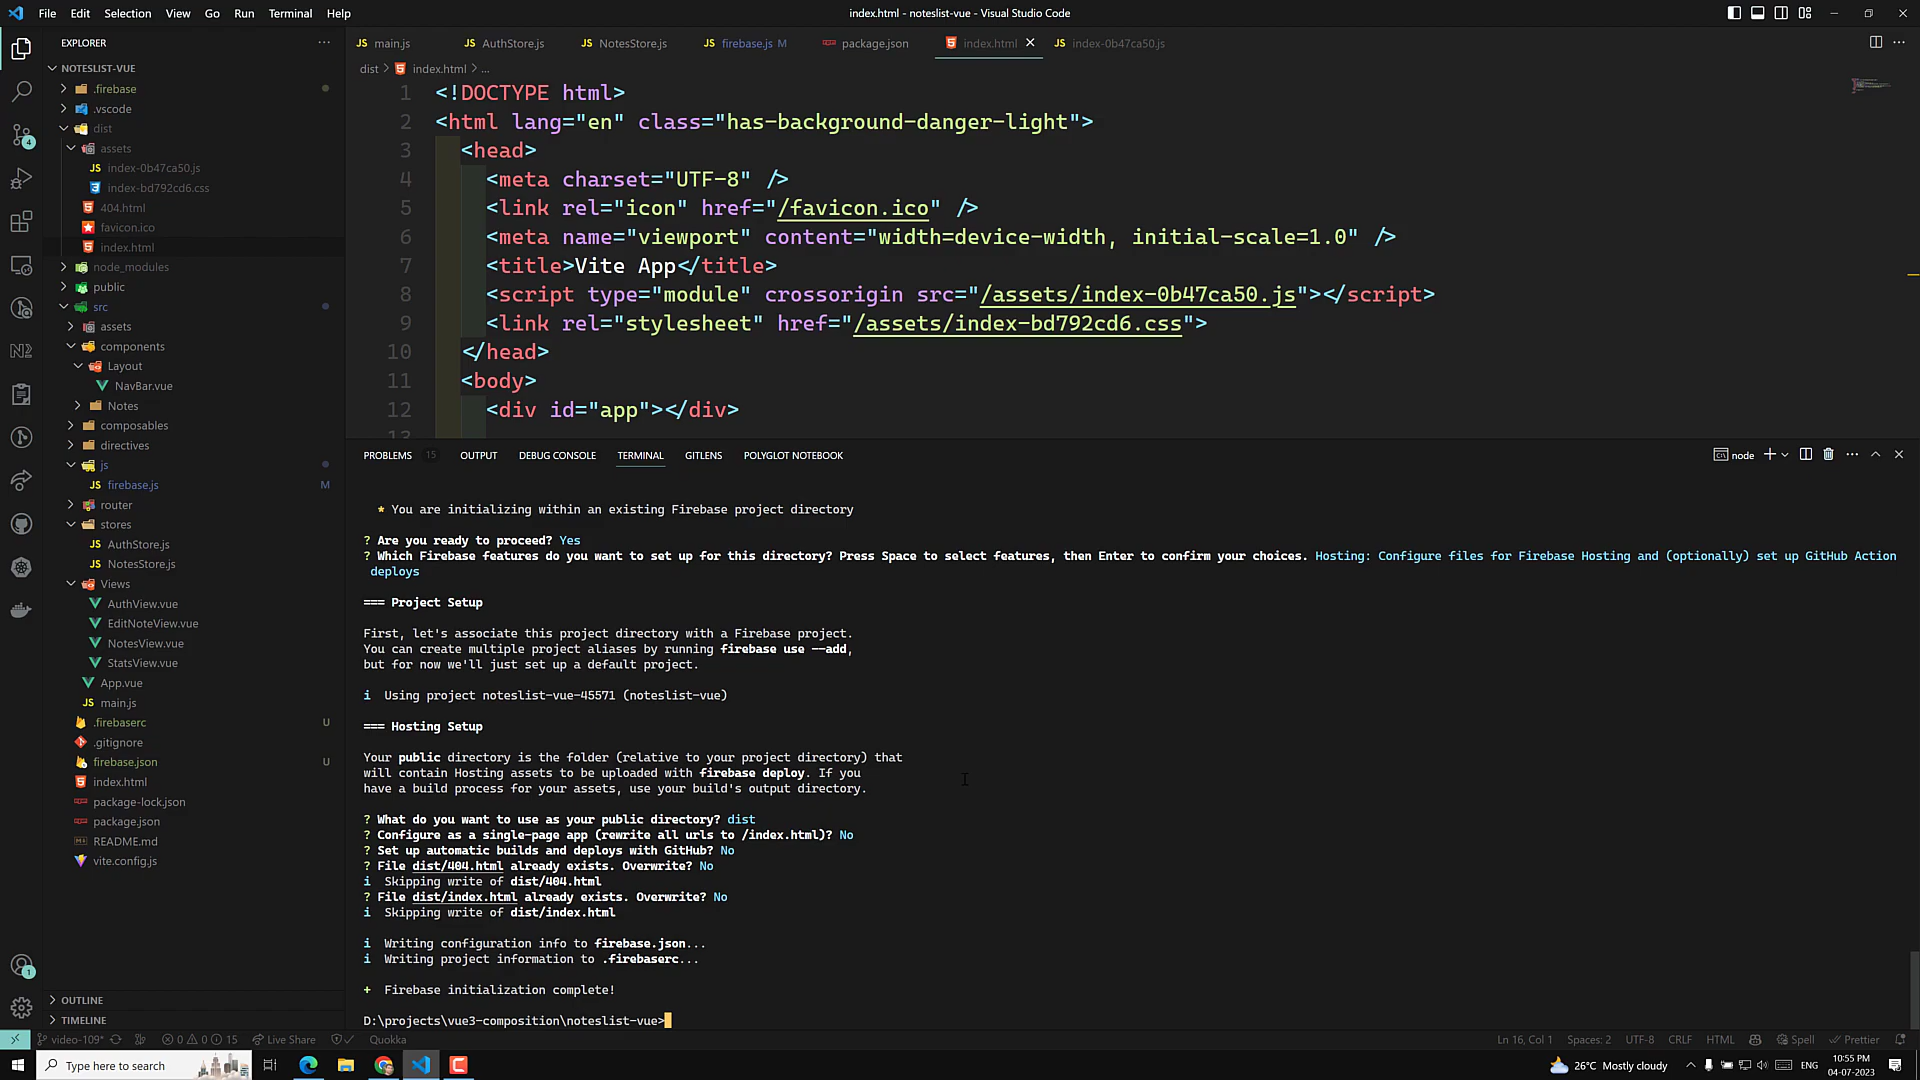 File Edit Selection View Go Run Terminal Help
index.html - noteslist-vue - Visual Studio Code
EXPLORER
NOTESLIST-VUE
.firebase
.vscode
dist
assets
index-0b47ca50.js
index-bd792cd6.css
404.html
favicon.ico
index.html
node_modules
public
src
assets
components
Layout
NavBar.vue
Notes
composables
directives
js
firebase.js M
router
stores
AuthStore.js
NotesStore.js
Views
AuthView.vue
EditNoteView.vue
NotesView.vue
StatsView.vue
App.vue
main.js
.firebaserc U
.gitignore
firebase.json U
index.html
package-lock.json
package.json
README.md
vite.config.js
OUTLINE
TIMELINE
4
N2
1
JS main.js JS AuthStore.js JS NotesStore.js JS firebase.js M package.json index.html JS index-0b47ca50.js
dist > index.html > ...
1 <!DOCTYPE html>
2 <html lang="en" class="has-background-danger-light">
3 <head>
4 <meta charset="UTF-8" />
5 <link rel="icon" href="/favicon.ico" />
6 <meta name="viewport" content="width=device-width, initial-scale=1.0" />
7 <title>Vite App</title>
8 <script type="module" crossorigin src="/assets/index-0b47ca50.js"></script>
9 <link rel="stylesheet" href="/assets/index-bd792cd6.css">
10 </head>
11 <body>
12 <div id="app"></div>
13
PROBLEMS 15 OUTPUT DEBUG CONSOLE TERMINAL GITLENS POLYGLOT NOTEBOOK
node
* You are initializing within an existing Firebase project directory
? Are you ready to proceed? Yes
? Which Firebase features do you want to set up for this directory? Press Space to select features, then Enter to confirm your choices. Hosting: Configure files for Firebase Hosting and (optionally) set up GitHub Action
deploys
=== Project Setup
First, let's associate this project directory with a Firebase project.
You can create multiple project aliases by running firebase use --add,
but for now we'll just set up a default project.
i Using project noteslist-vue-45571 (noteslist-vue)
=== Hosting Setup
Your public directory is the folder (relative to your project directory) that
will contain Hosting assets to be uploaded with firebase deploy. If you
have a build process for your assets, use your build's output directory.
? What do you want to use as your public directory? dist
? Configure as a single-page app (rewrite all urls to /index.html)? No
? Set up automatic builds and deploys with GitHub? No
? File dist/404.html already exists. Overwrite? No
i Skipping write of dist/404.html
? File dist/index.html already exists. Overwrite? No
i Skipping write of dist/index.html
i Writing configuration info to firebase.json...
i Writing project information to .firebaserc...
+ Firebase initialization complete!
D:\projects\vue3-composition\noteslist-vue>
video-109* 0 0 15 Live Share Quokka
Ln 16, Col 1 Spaces: 2 UTF-8 CRLF HTML Spell Prettier
Type here to search
26°C Mostly cloudy
ENG
10:55 PM
04-07-2023